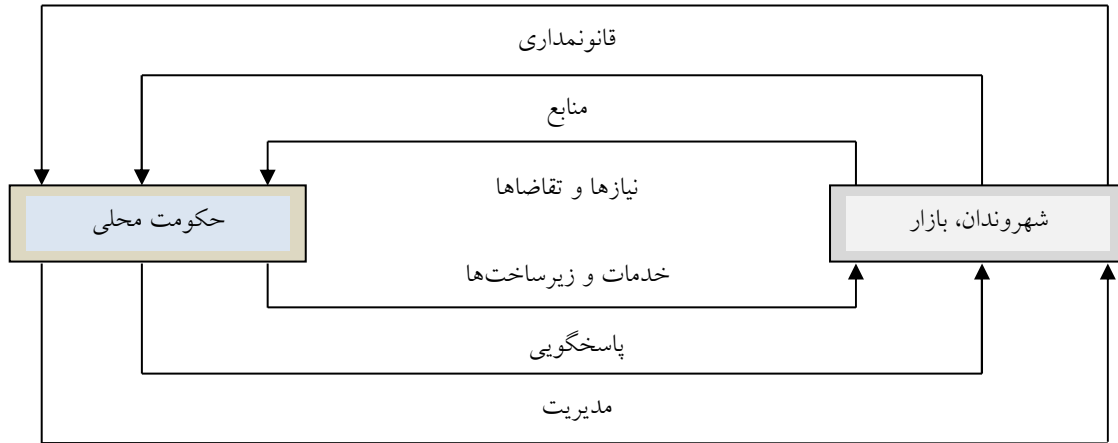 قانونمداری
منابع
نیازها و تقاضاها
شهروندان، بازار
حکومت محلی
خدمات و زیرساخت‌ها
پاسخگویی
مدیریت